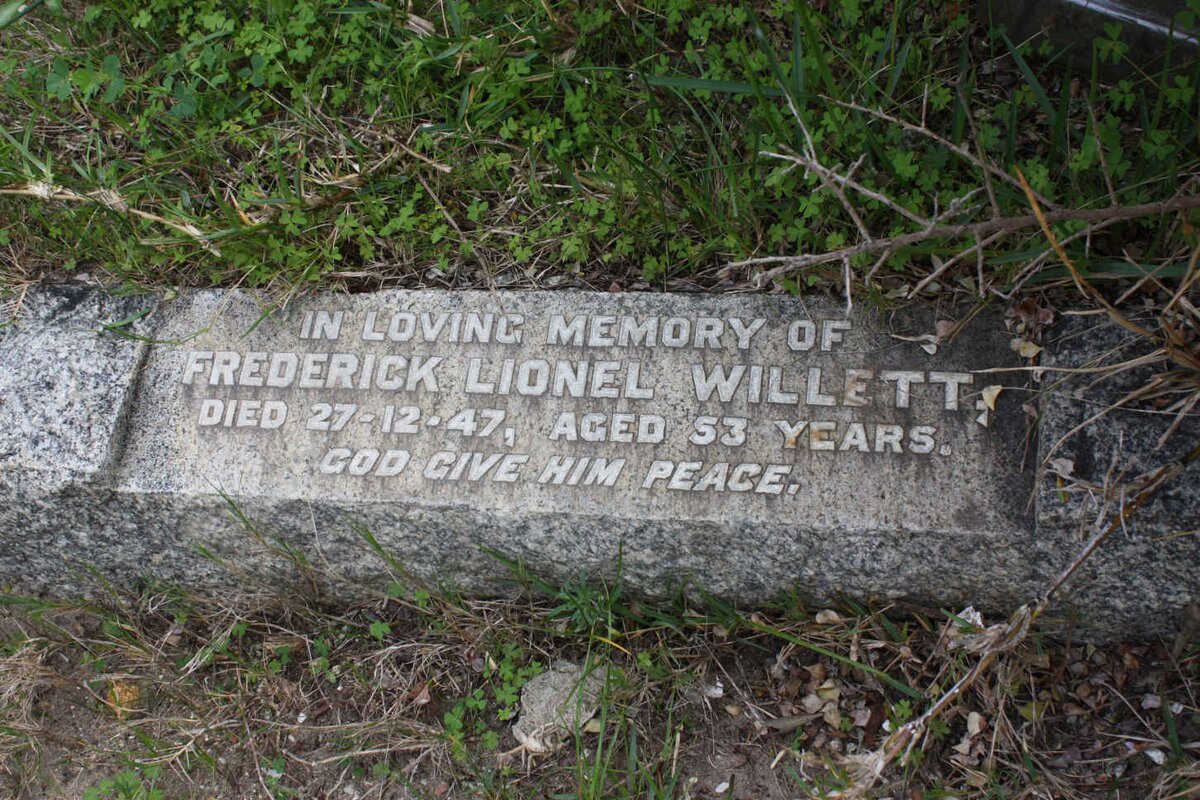 IN LOVING MEMORY OF
FREDERICK LIONEL WILLETT,
DIED 27-12-47, AGED 53 YEARS.
GOD GIVE HIM PEACE.